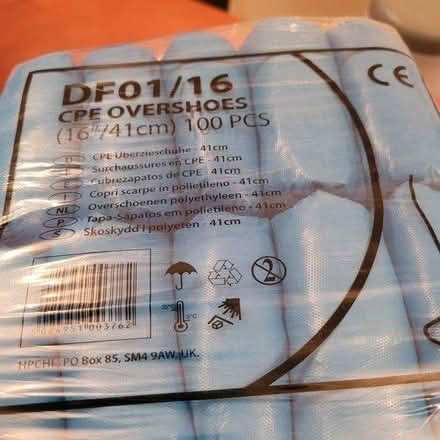 DF01/16
CE
CPE OVERSHOES
(16"/41cm) 100 PCS
CPE Überziehschuhe - 41cm
Surchaussures en CPE - 41cm
Cubrezapatos de CPE - 41cm
Copri scarpe in polietileno - 41cm
NL Overschoenen polyethyleen - 41cm
P Tapa-Sapatos em polietileno - 41cm
S Skoskydd i polyeten - 41cm
2
HPCHL, PO Box 85, SM4 9AW, UK.